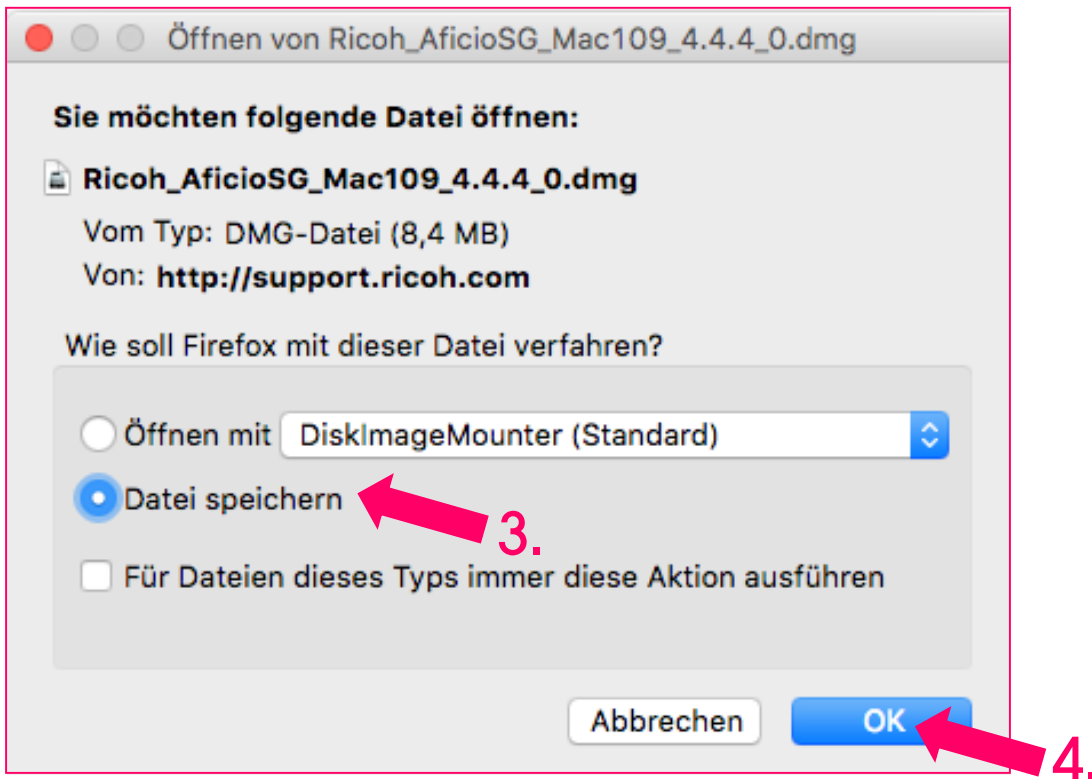 Öffnen von Ricoh_AficioSG_Mac109_4.4.4_0.dmg
Sie möchten folgende Datei öffnen:
Ricoh_AficioSG_Mac109_4.4.4_0.dmg
Vom Typ: DMG-Datei (8,4 MB)
Von: http://support.ricoh.com
Wie soll Firefox mit dieser Datei verfahren?
Öffnen mit DiskImageMounter (Standard)
Datei speichern
3.
Für Dateien dieses Typs immer diese Aktion ausführen
Abbrechen OK
4.